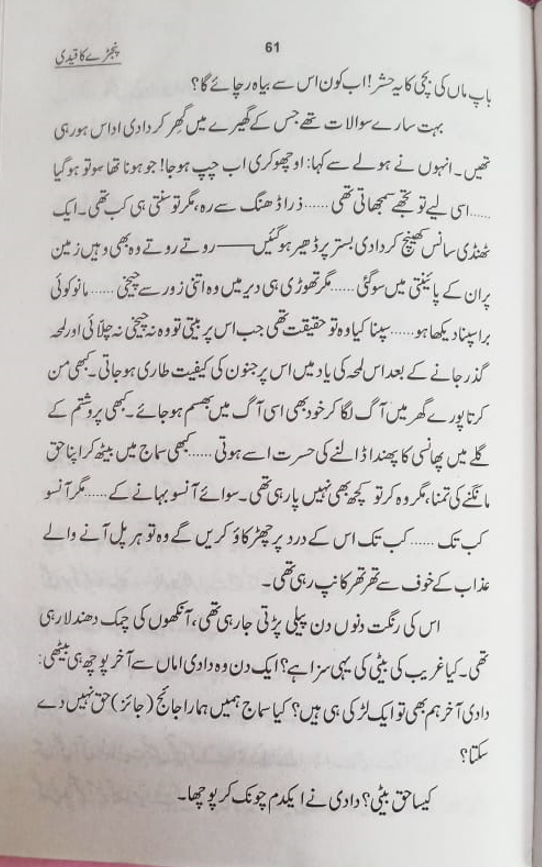 پنجڑے کا قیدی
61
باپ ماں کی بچی کا یہ حشر! اب کون اس سے بیاہ رچائے گا؟
بہت سارے سوالات تھے جس کے گھیرے میں گھِر کر دادی اداس ہو رہی
تھیں۔ انہوں نے ہولے سے کہا: او چھوکری اب چپ ہو جا! جو ہونا تھا ہو تو ہو گیا
......اسی لیے تو تجھے سمجھاتی تھی ......ذرا ڈھنگ سے رہ، مگر تو سنتی ہی کب تھی۔ ایک
ٹھنڈی سانس کھینچ کر دادی بستر پر ڈھیر ہو گئیں——روتے روتے وہ بھی وہیں زمین
پر ان کے پائینتی میں سو گئی ......مگر تھوڑی ہی دیر میں وہ اتنی زور سے چیخی ......مانو کوئی
برا سپنا دیکھا ہو......سپنا کیا وہ تو حقیقت تھی جب اس پر بیتی تو وہ نہ چیخی نہ چلّائی اور لمحہ
گذر جانے کے بعد اس لمحہ کی یاد میں اس پر جنون کی کیفیت طاری ہو جاتی۔ کبھی من
کرتا پورے گھر میں آگ لگا کر خود بھی اسی آگ میں بھسم ہو جائے۔ کبھی پروشتم کے
گلے میں پھانسی کا پھندا ڈالنے کی حسرت اسے ہوتی ......کبھی سماج میں بیٹھ کر اپنا حق
مانگنے کی تمنا، مگر وہ کر تو کچھ بھی نہیں پا رہی تھی۔ سوائے آنسو بہانے کے ......مگر آنسو
کب تک ......کب تک اس کے درد پر چھڑکاؤ کریں گے وہ تو ہر پل آنے والے
عذاب کے خوف سے تھر تھر کانپ رہی تھی۔
اس کی رنگت دنوں دن پیلی پڑتی جا رہی تھی، آنکھوں کی چمک دھندلا رہی
تھی۔ کیا غریب کی بیٹی کی یہی سزا ہے؟ ایک دن وہ دادی اماں سے آخر پوچھ ہی بیٹھی:
دادی آخر ہم بھی تو ایک لڑکی ہی ہیں؟ کیا سماج ہمیں ہمارا جائج (جائز) حق نہیں دے
سکتا؟
کیسا حق بیٹی؟ دادی نے ایکدم چونک کر پوچھا۔